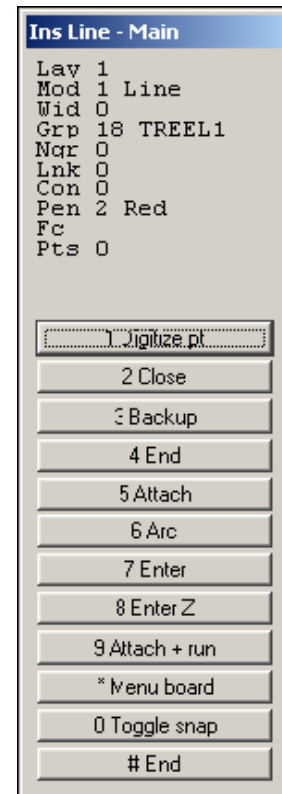 Ins Line - Main
Lay 1
Mod 1 Line
Wid 0
Grp 18 TREEL1
Ngr 0
Lnk 0
Con 0
Pen 2 Red
Fc
Pts 0
1 Digitize pt
2 Close
3 Backup
4 End
5 Attach
6 Arc
7 Enter
8 Enter Z
9 Attach + run
* Menu board
0 Toggle snap
# End